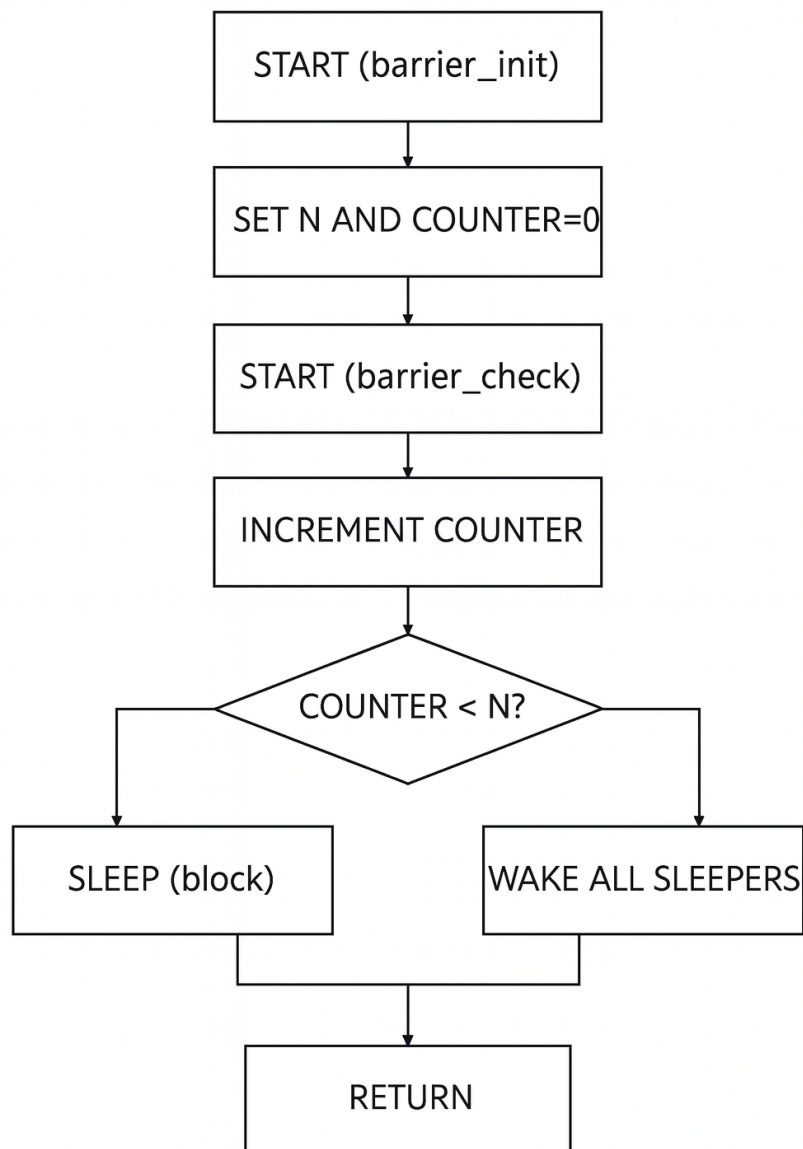 START (barrier_init)
SET N AND COUNTER=0
START (barrier_check)
INCREMENT COUNTER
COUNTER < N?
SLEEP (block)
WAKE ALL SLEEPERS
RETURN